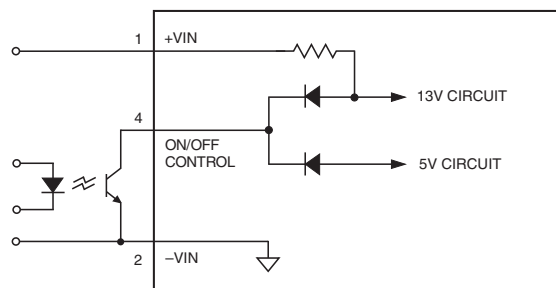 1
+VIN
13V CIRCUIT
4
ON/OFF
CONTROL
5V CIRCUIT
2
–VIN